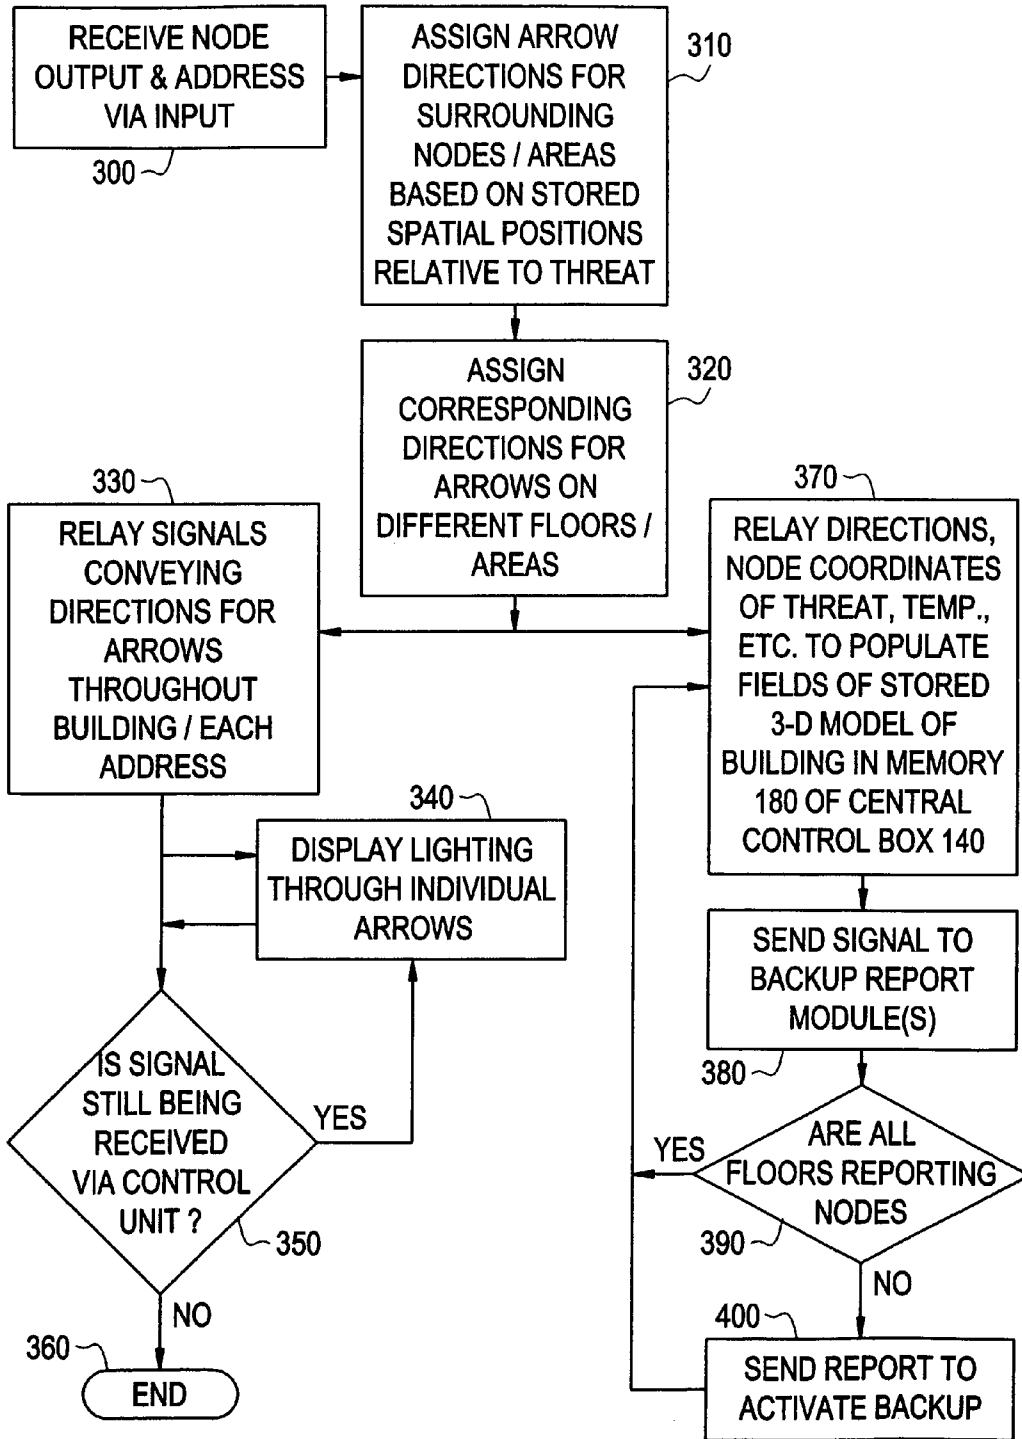 RECEIVE NODE
OUTPUT & ADDRESS
VIA INPUT
300
ASSIGN ARROW
DIRECTIONS FOR
SURROUNDING
NODES / AREAS
BASED ON STORED
SPATIAL POSITIONS
RELATIVE TO THREAT
310
ASSIGN
CORRESPONDING
DIRECTIONS FOR
ARROWS ON
DIFFERENT FLOORS /
AREAS
320
330
RELAY SIGNALS
CONVEYING
DIRECTIONS FOR
ARROWS
THROUGHOUT
BUILDING / EACH
ADDRESS
340
DISPLAY LIGHTING
THROUGH INDIVIDUAL
ARROWS
IS SIGNAL
STILL BEING
RECEIVED
VIA CONTROL
UNIT ?
350
YES
NO
360
END
370
RELAY DIRECTIONS,
NODE COORDINATES
OF THREAT, TEMP.,
ETC. TO POPULATE
FIELDS OF STORED
3-D MODEL OF
BUILDING IN MEMORY
180 OF CENTRAL
CONTROL BOX 140
SEND SIGNAL TO
BACKUP REPORT
MODULE(S)
380
ARE ALL
FLOORS REPORTING
NODES
390
YES
NO
400
SEND REPORT TO
ACTIVATE BACKUP